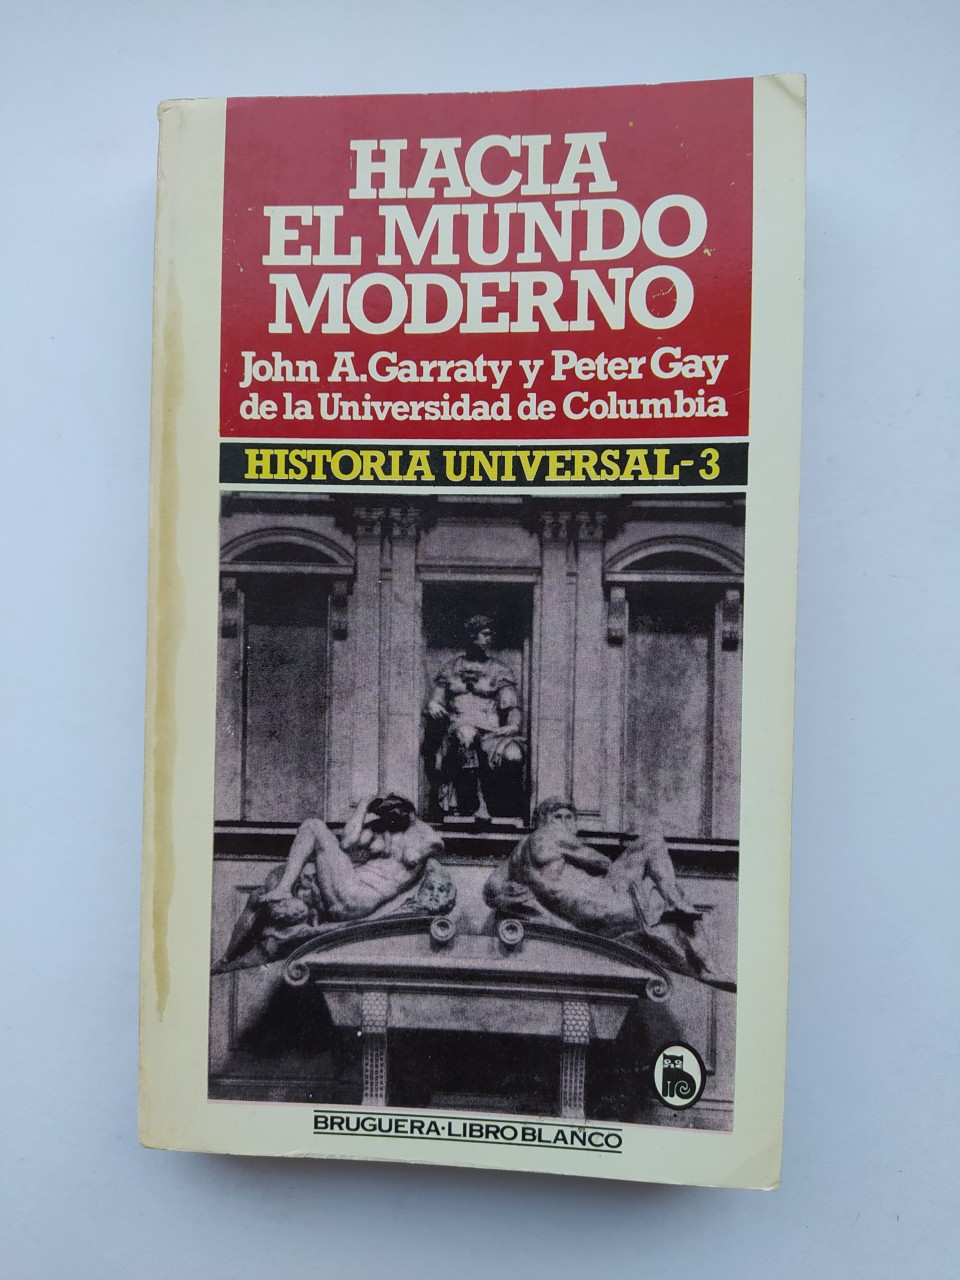 HACIA
EL MUNDO
MODERNO
John A. Garraty y Peter Gay
de la Universidad de Columbia
HISTORIA UNIVERSAL-3
BRUGUERA·LIBRO BLANCO